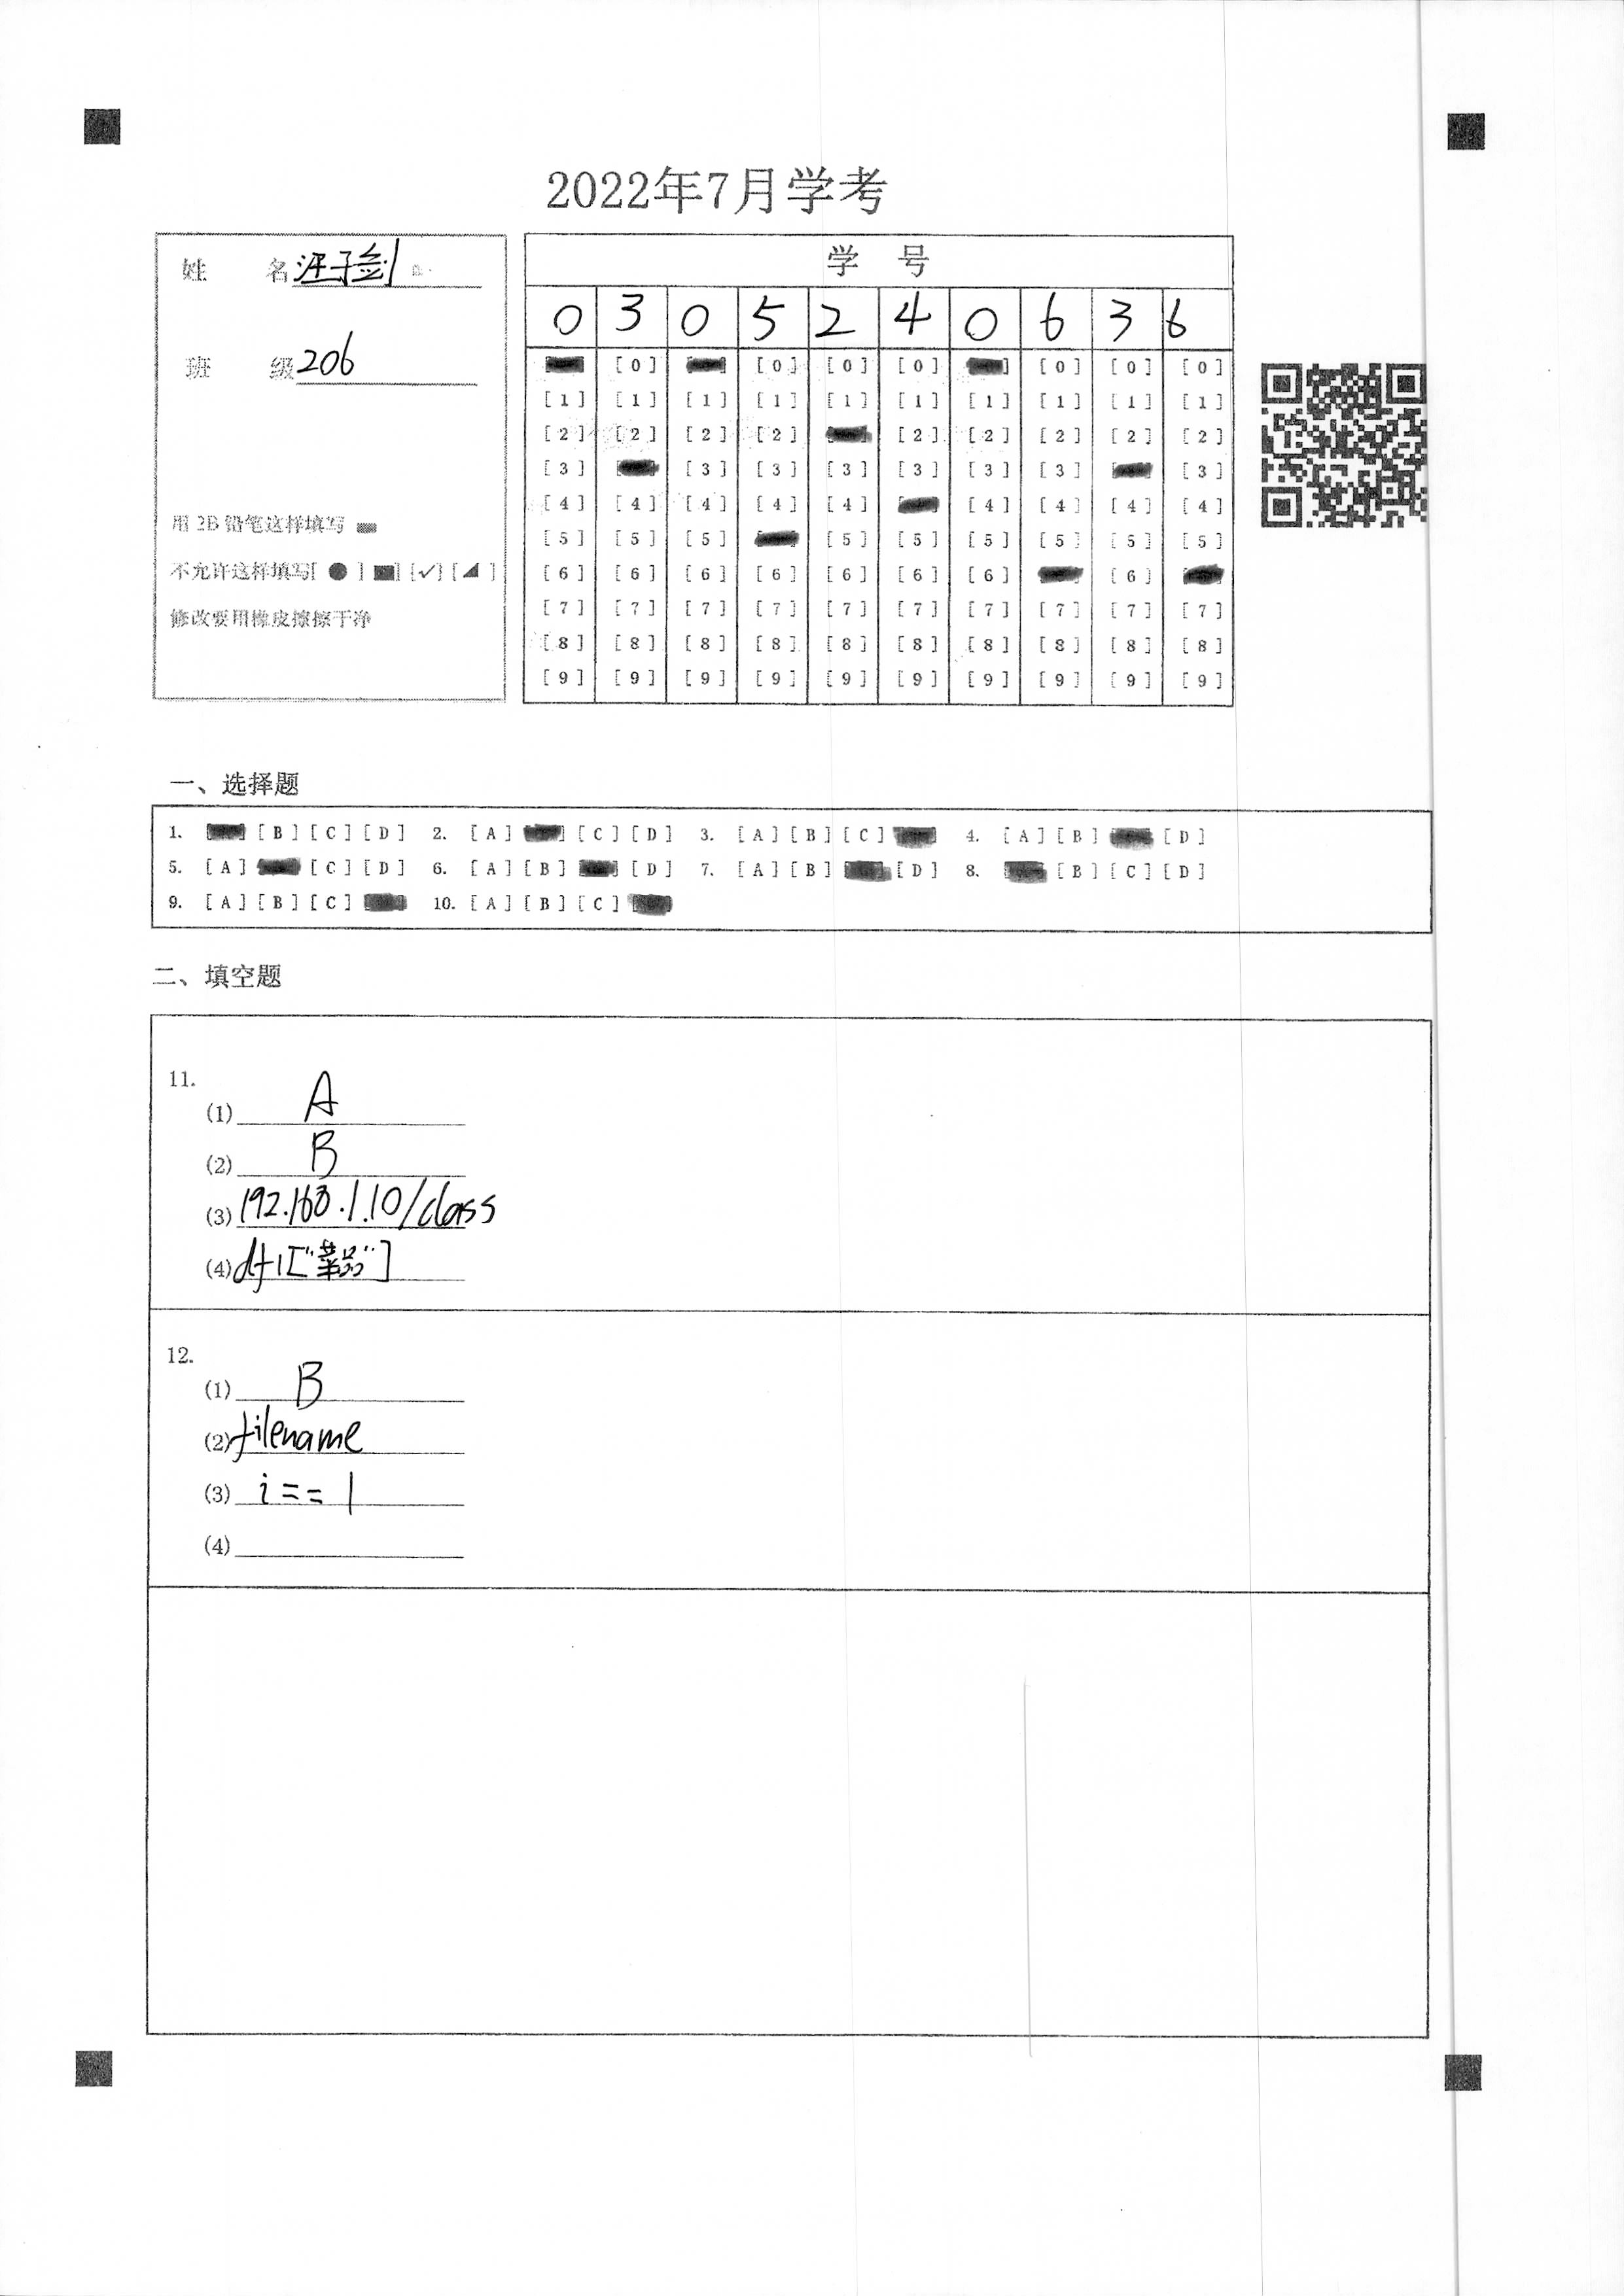 2022年7月学考
姓 名 汪子剑
班 级 206
用 2B 铅笔这样填写
不允许这样填写[ ● ] [■] [✓] [◢ ]
修改要用橡皮擦擦干净
学 号
0 3 0 5 2 4 0 6 3 6
[0] [0] [0] [0] [0] [0]
[1] [1] [1] [1] [1] [1] [1] [1] [1] [1]
[2] [2] [2] [2] [2] [2] [2] [2] [2]
[3] [3] [3] [3] [3] [3] [3] [3]
[4] [4] [4] [4] [4] [4] [4] [4] [4]
[5] [5] [5] [5] [5] [5] [5] [5] [5]
[6] [6] [6] [6] [6] [6] [6] [6]
[7] [7] [7] [7] [7] [7] [7] [7] [7] [7]
[8] [8] [8] [8] [8] [8] [8] [8] [8] [8]
[9] [9] [9] [9] [9] [9] [9] [9] [9] [9]
一、选择题
1. [B] [C] [D] 2. [A] [C] [D] 3. [A] [B] [C] 4. [A] [B] [D]
5. [A] [C] [D] 6. [A] [B] [D] 7. [A] [B] [D] 8. [B] [C] [D]
9. [A] [B] [C] 10. [A] [B] [C]
二、填空题
11.
(1) A
(2) B
(3) 192.168.1.10/class
(4) df1["菜品"]
12.
(1) B
(2) filename
(3) i == 1
(4)